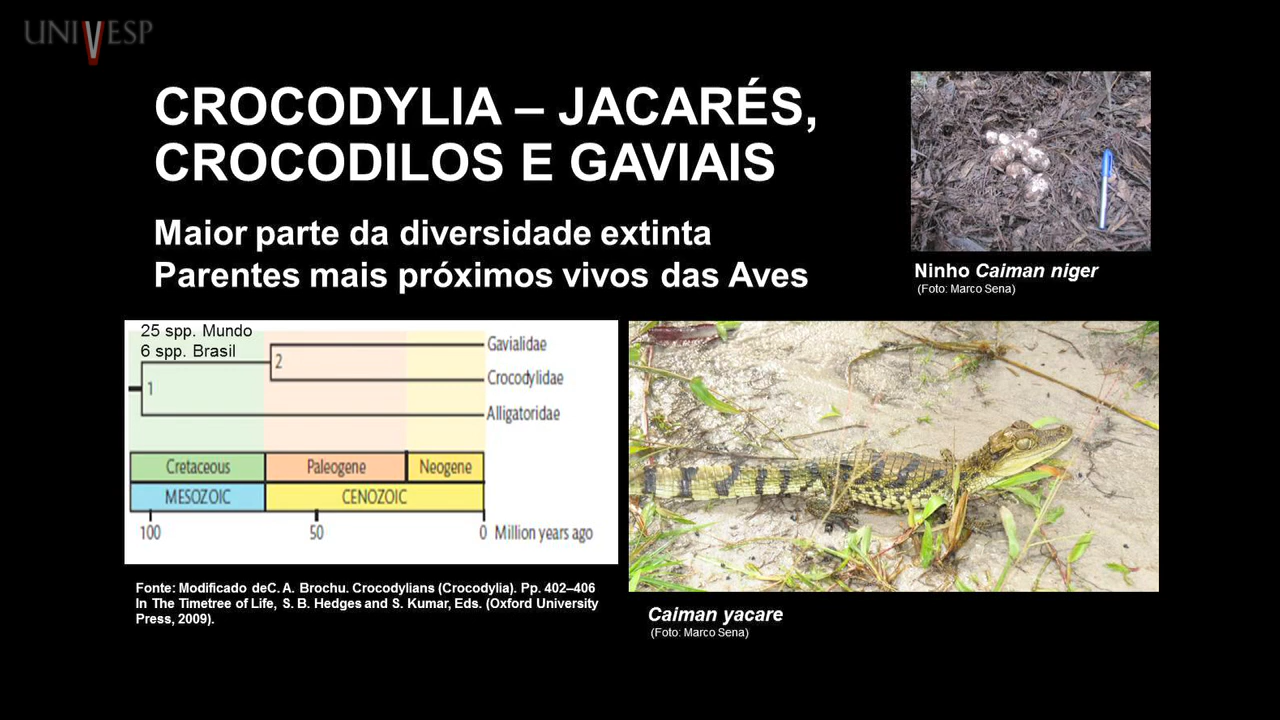 UNIVESP
CROCODYLIA – JACARÉS,
CROCODILOS E GAVIAIS
Maior parte da diversidade extinta
Parentes mais próximos vivos das Aves
Ninho Caiman niger
(Foto: Marco Sena)
25 spp. Mundo
6 spp. Brasil
Gavialidae
2
Crocodylidae
1
Alligatoridae
Cretaceous Paleogene Neogene
MESOZOIC CENOZOIC
100 50 0 Million years ago
Fonte: Modificado deC. A. Brochu. Crocodylians (Crocodylia). Pp. 402–406
In The Timetree of Life, S. B. Hedges and S. Kumar, Eds. (Oxford University
Press, 2009).
Caiman yacare
(Foto: Marco Sena)